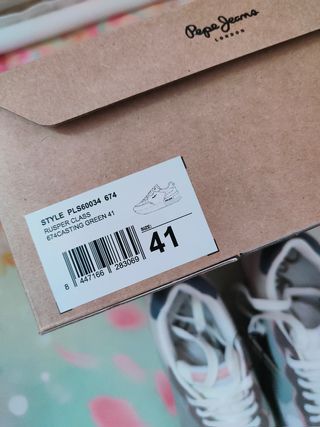 Pepe Jeans
LONDON
STYLE PLS60034 674
RUSPER CLASS
674CASTING GREEN 41
SIZE:
41
8 447166 283069